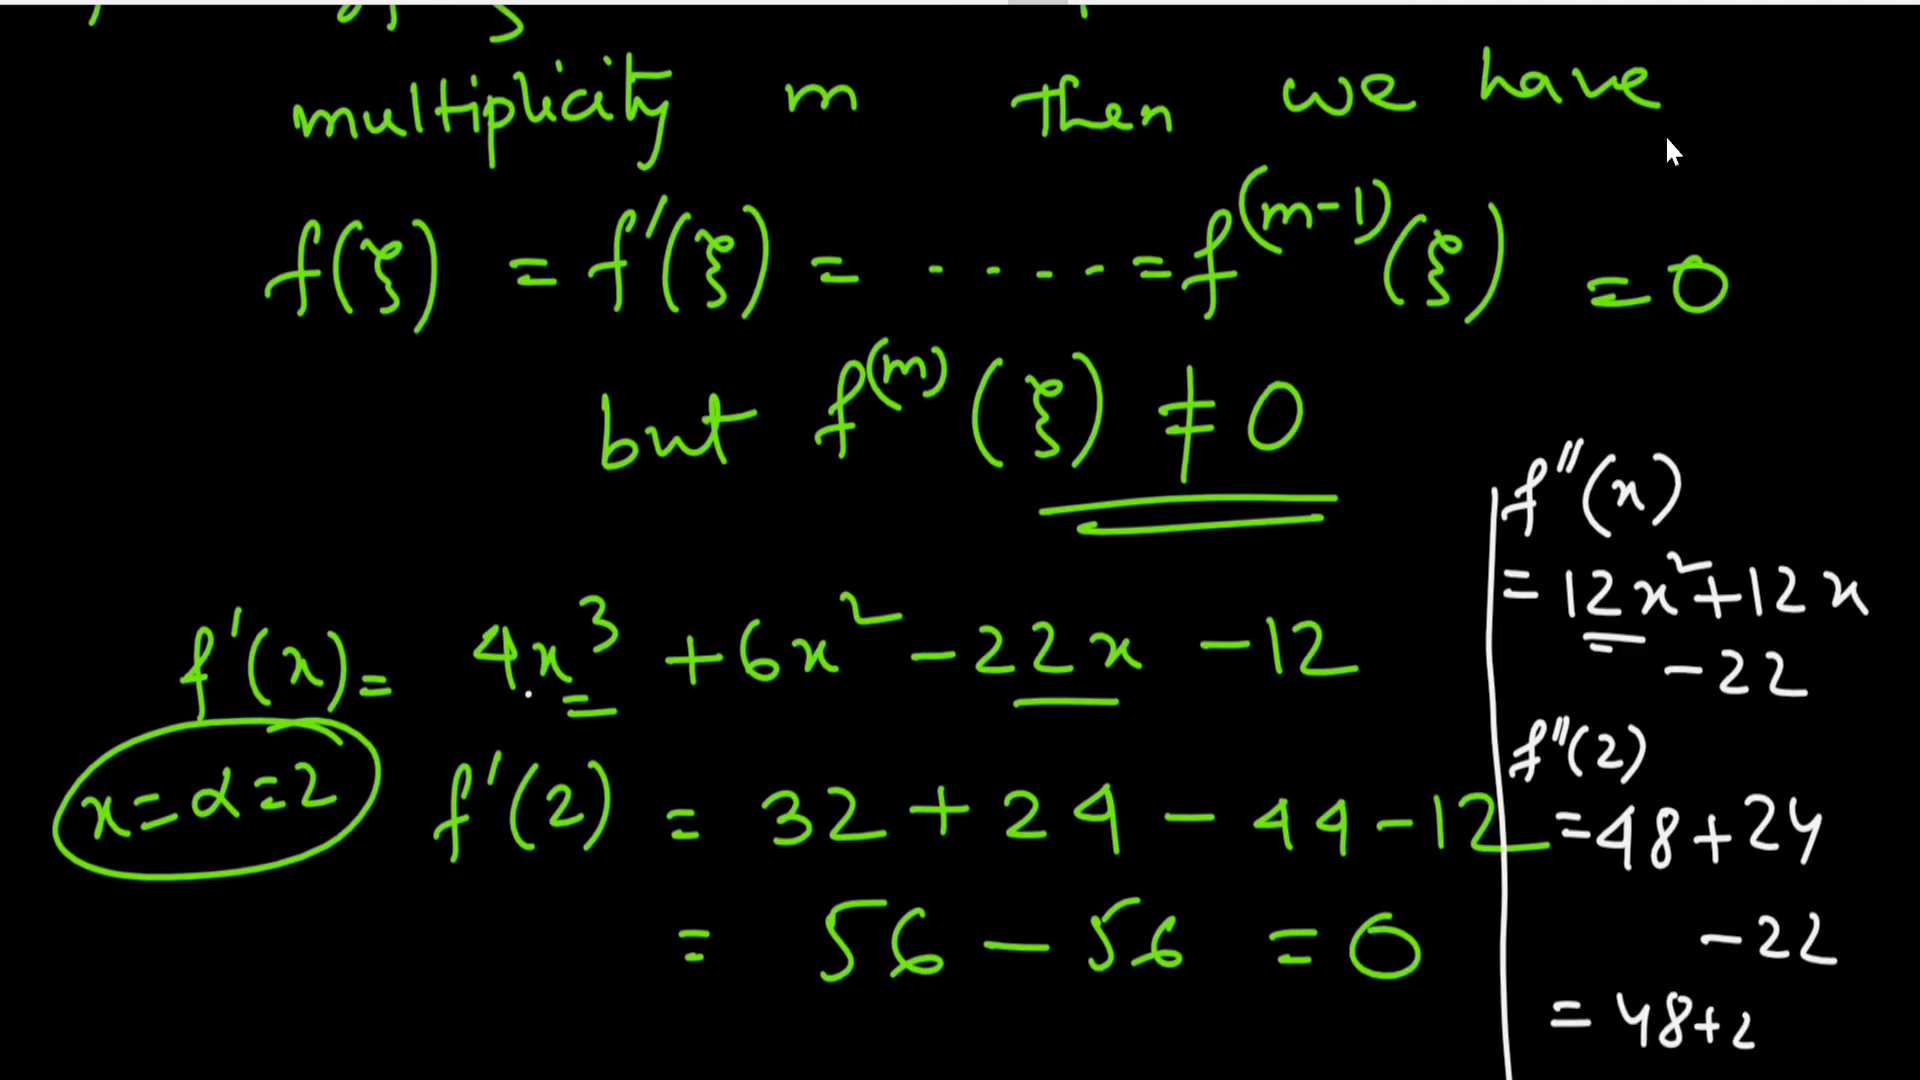 multiplicity m then we have
f(ξ) = f'(ξ) = ..... = f^(m-1)(ξ) = 0
but f^(m)(ξ) ≠ 0
f'(x) = 4x³ + 6x² - 22x - 12
x = α = 2
f'(2) = 32 + 24 - 44 - 12
= 56 - 56 = 0
f''(x)
= 12x² + 12x
- 22
f''(2)
= 48 + 24
- 22
= 48 + 2